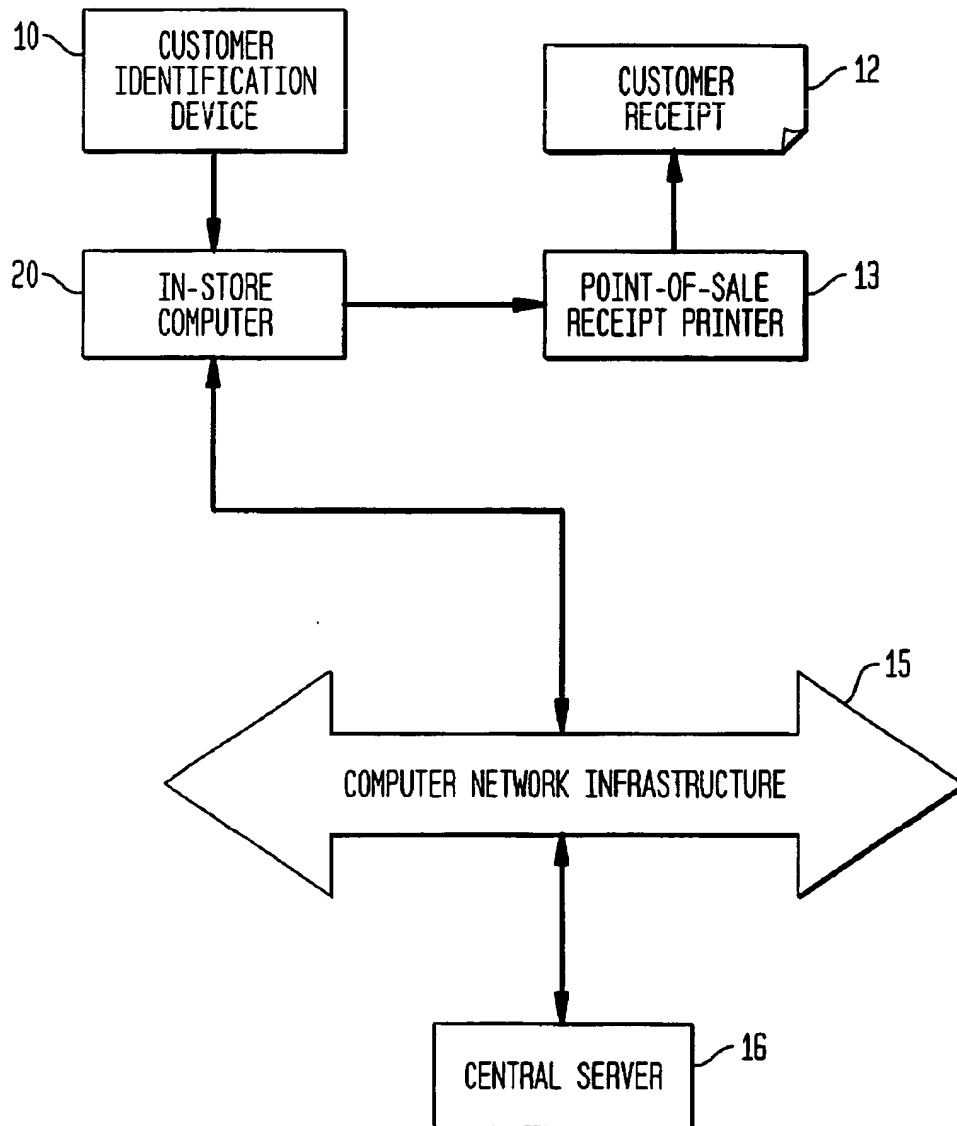 10
CUSTOMER
IDENTIFICATION
DEVICE
CUSTOMER
RECEIPT
12
20
IN-STORE
COMPUTER
POINT-OF-SALE
RECEIPT PRINTER
13
15
COMPUTER NETWORK INFRASTRUCTURE
CENTRAL SERVER
16